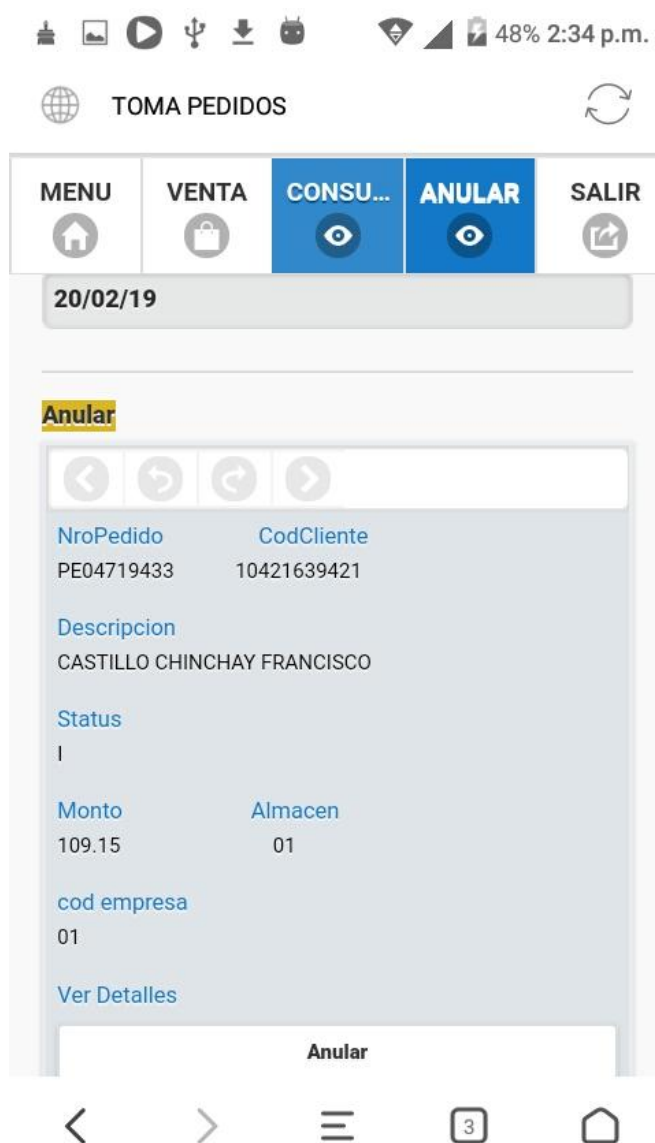 48% 2:34 p.m.
TOMA PEDIDOS
MENU VENTA CONSU... ANULAR SALIR
20/02/19
Anular
NroPedido CodCliente
PE04719433 10421639421
Descripcion
CASTILLO CHINCHAY FRANCISCO
Status
I
Monto Almacen
109.15 01
cod empresa
01
Ver Detalles
Anular
3